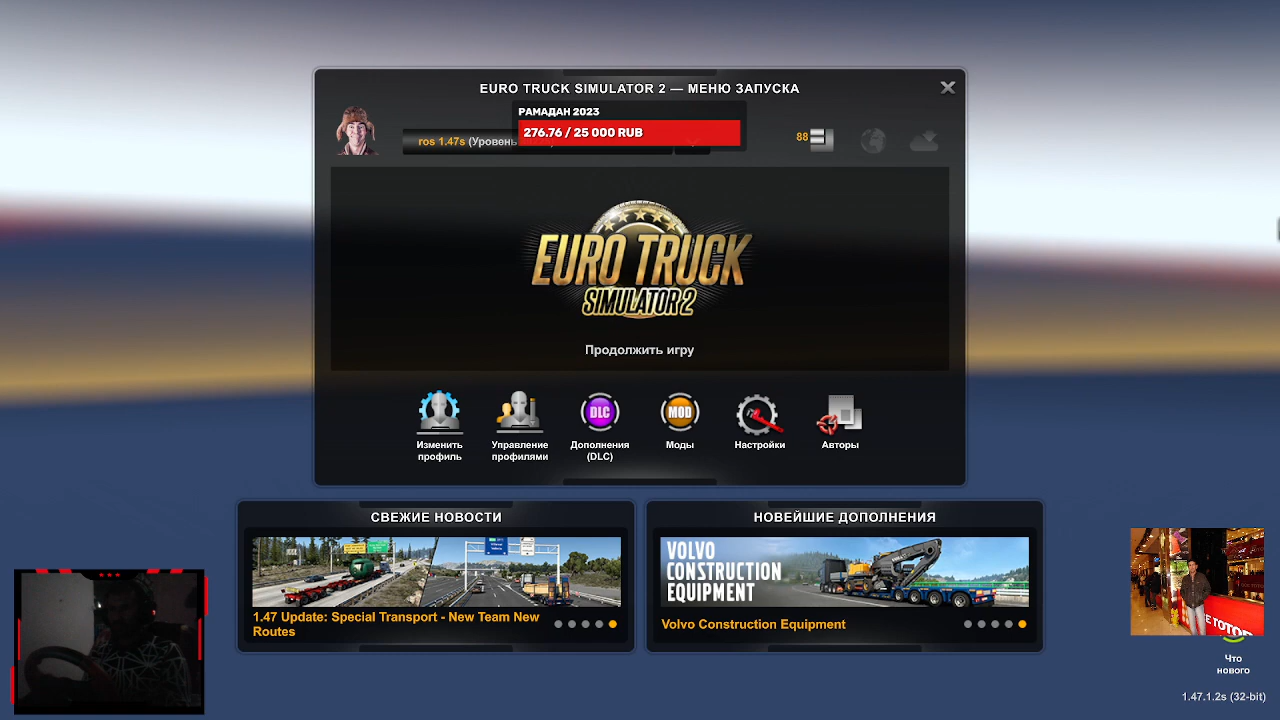 EURO TRUCK SIMULATOR 2 — МЕНЮ ЗАПУСКА
РАМАДАН 2023
276.76 / 25 000 RUB
ros 1.47s (Уровень
88
EURO TRUCK
SIMULATOR 2
Продолжить игру
Изменить
профиль
Управление
профилями
DLC
Дополнения
(DLC)
MOD
Моды
Настройки
Авторы
СВЕЖИЕ НОВОСТИ
1.47 Update: Special Transport - New Team New
Routes
НОВЕЙШИЕ ДОПОЛНЕНИЯ
VOLVO
CONSTRUCTION
EQUIPMENT
Volvo Construction Equipment
Что
нового
1.47.1.2s (32-bit)